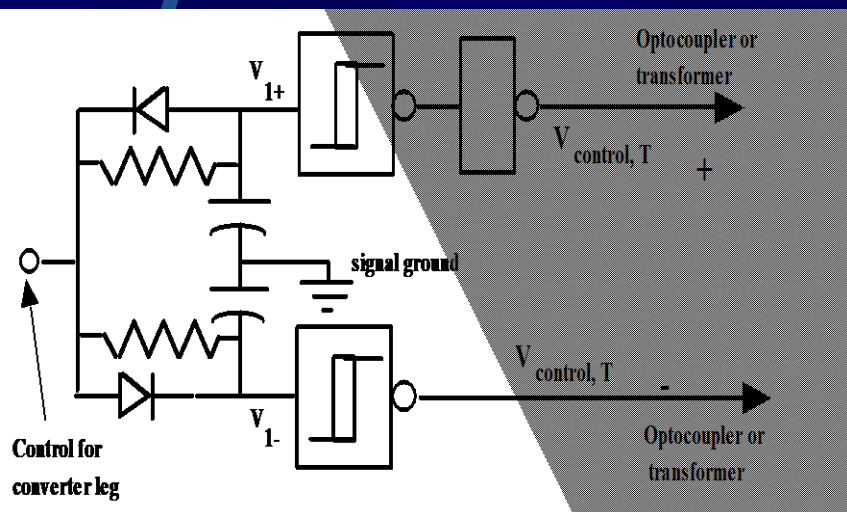 Optocoupler or
transformer
V 1+
V control, T
+
signal ground
V control, T
-
V 1-
Optocoupler or
transformer
Control for
converter leg